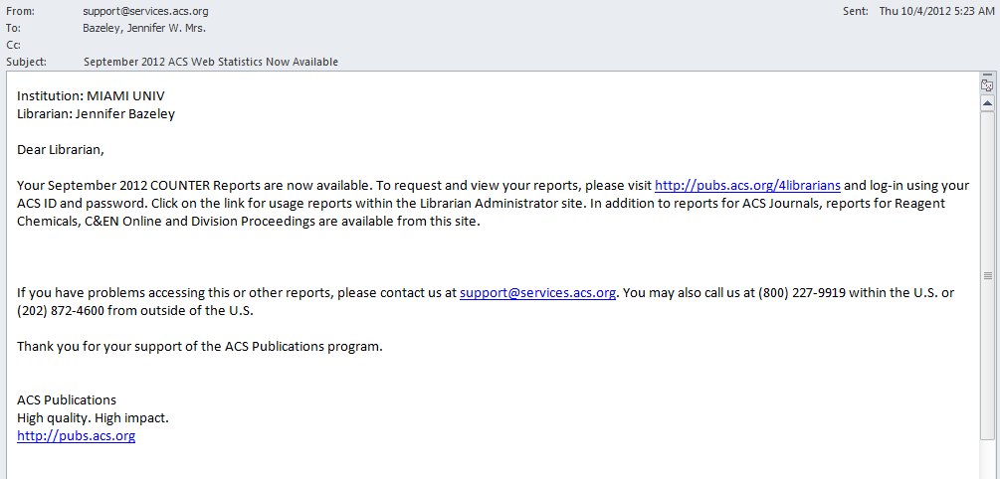 From: support@services.acs.org Sent: Thu 10/4/2012 5:23 AM
To: Bazeley, Jennifer W. Mrs.
Cc:
Subject: September 2012 ACS Web Statistics Now Available
Institution: MIAMI UNIV
Librarian: Jennifer Bazeley
Dear Librarian,
Your September 2012 COUNTER Reports are now available. To request and view your reports, please visit http://pubs.acs.org/4librarians and log-in using your
ACS ID and password. Click on the link for usage reports within the Librarian Administrator site. In addition to reports for ACS Journals, reports for Reagent
Chemicals, C&EN Online and Division Proceedings are available from this site.
If you have problems accessing this or other reports, please contact us at support@services.acs.org. You may also call us at (800) 227-9919 within the U.S. or
(202) 872-4600 from outside of the U.S.
Thank you for your support of the ACS Publications program.
ACS Publications
High quality. High impact.
http://pubs.acs.org